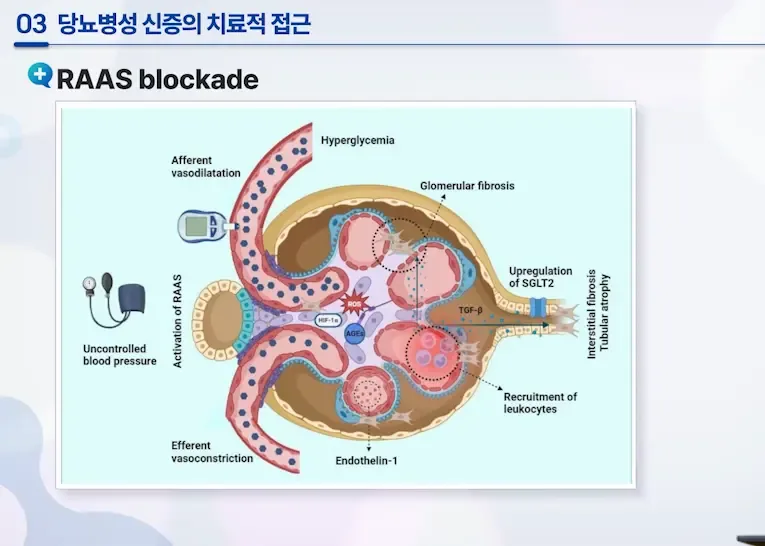 03 당뇨병성 신증의 치료적 접근
RAAS blockade
Hyperglycemia
Afferent
vasodilatation
Glomerular fibrosis
Upregulation
of SGLT2
Interstitial fibrosis
Tubular atrophy
Activation of RAAS
ROS
HIF-1α
AGEs
TGF-β
Uncontrolled
blood pressure
Recruitment of
leukocytes
Efferent
vasoconstriction
Endothelin-1